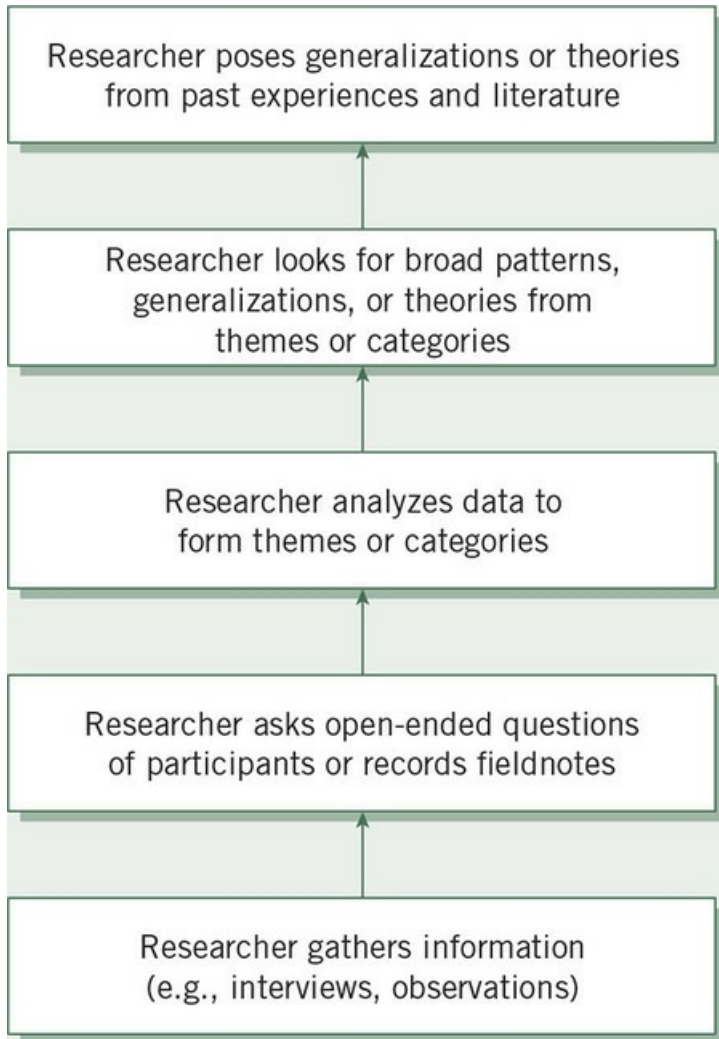 Researcher poses generalizations or theories
from past experiences and literature
Researcher looks for broad patterns,
generalizations, or theories from
themes or categories
Researcher analyzes data to
form themes or categories
Researcher asks open-ended questions
of participants or records fieldnotes
Researcher gathers information
(e.g., interviews, observations)